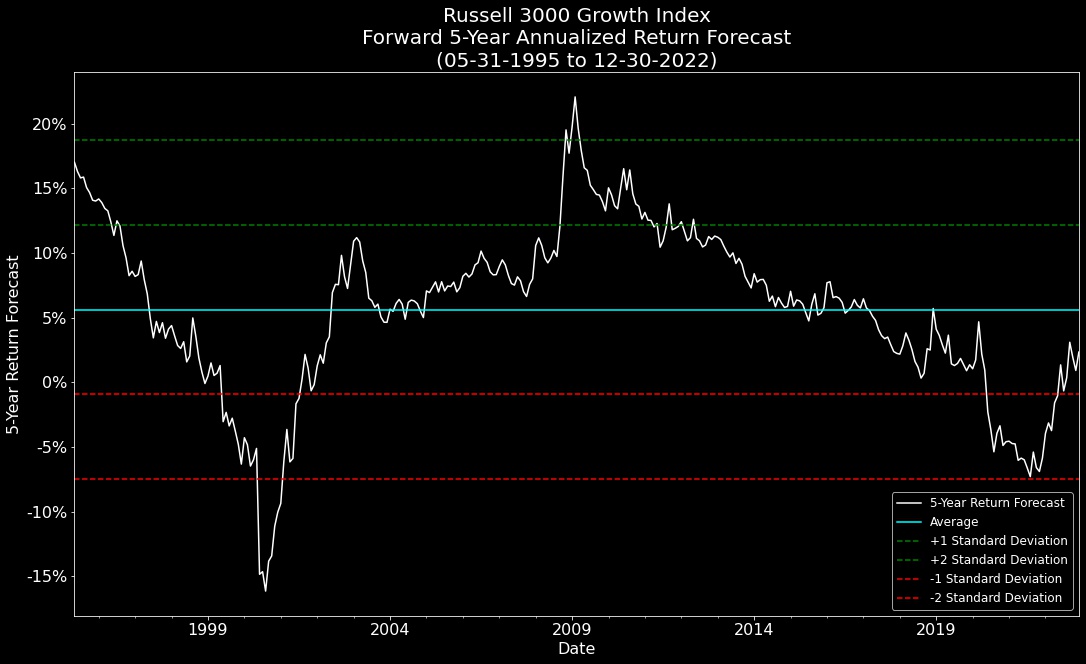 Russell 3000 Growth Index
Forward 5-Year Annualized Return Forecast
(05-31-1995 to 12-30-2022)
5-Year Return Forecast
20%
15%
10%
5%
0%
-5%
-10%
-15%
5-Year Return Forecast
Average
+1 Standard Deviation
+2 Standard Deviation
-1 Standard Deviation
-2 Standard Deviation
1999 2004 2009 2014 2019
Date